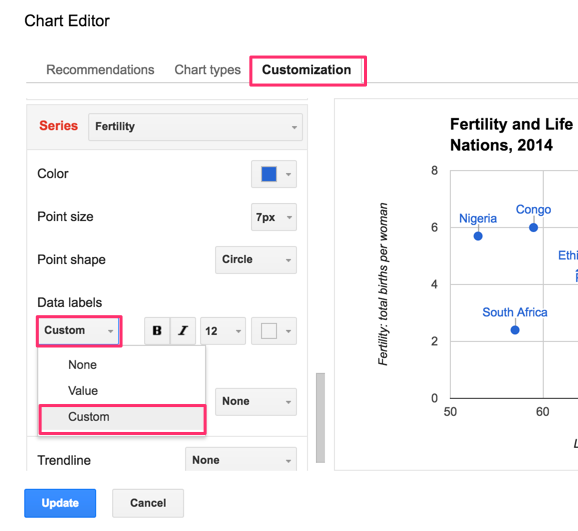 Chart Editor
Recommendations Chart types Customization
Series Fertility
Color
Point size 7px
Point shape Circle
Data labels
Custom B I 12
None
Value
Custom
None
Trendline None
Update Cancel
Fertility and Life
Nations, 2014
Fertility: total births per woman
8
6
4
2
0
50 60
Nigeria
Congo
Ethi
South Africa
L